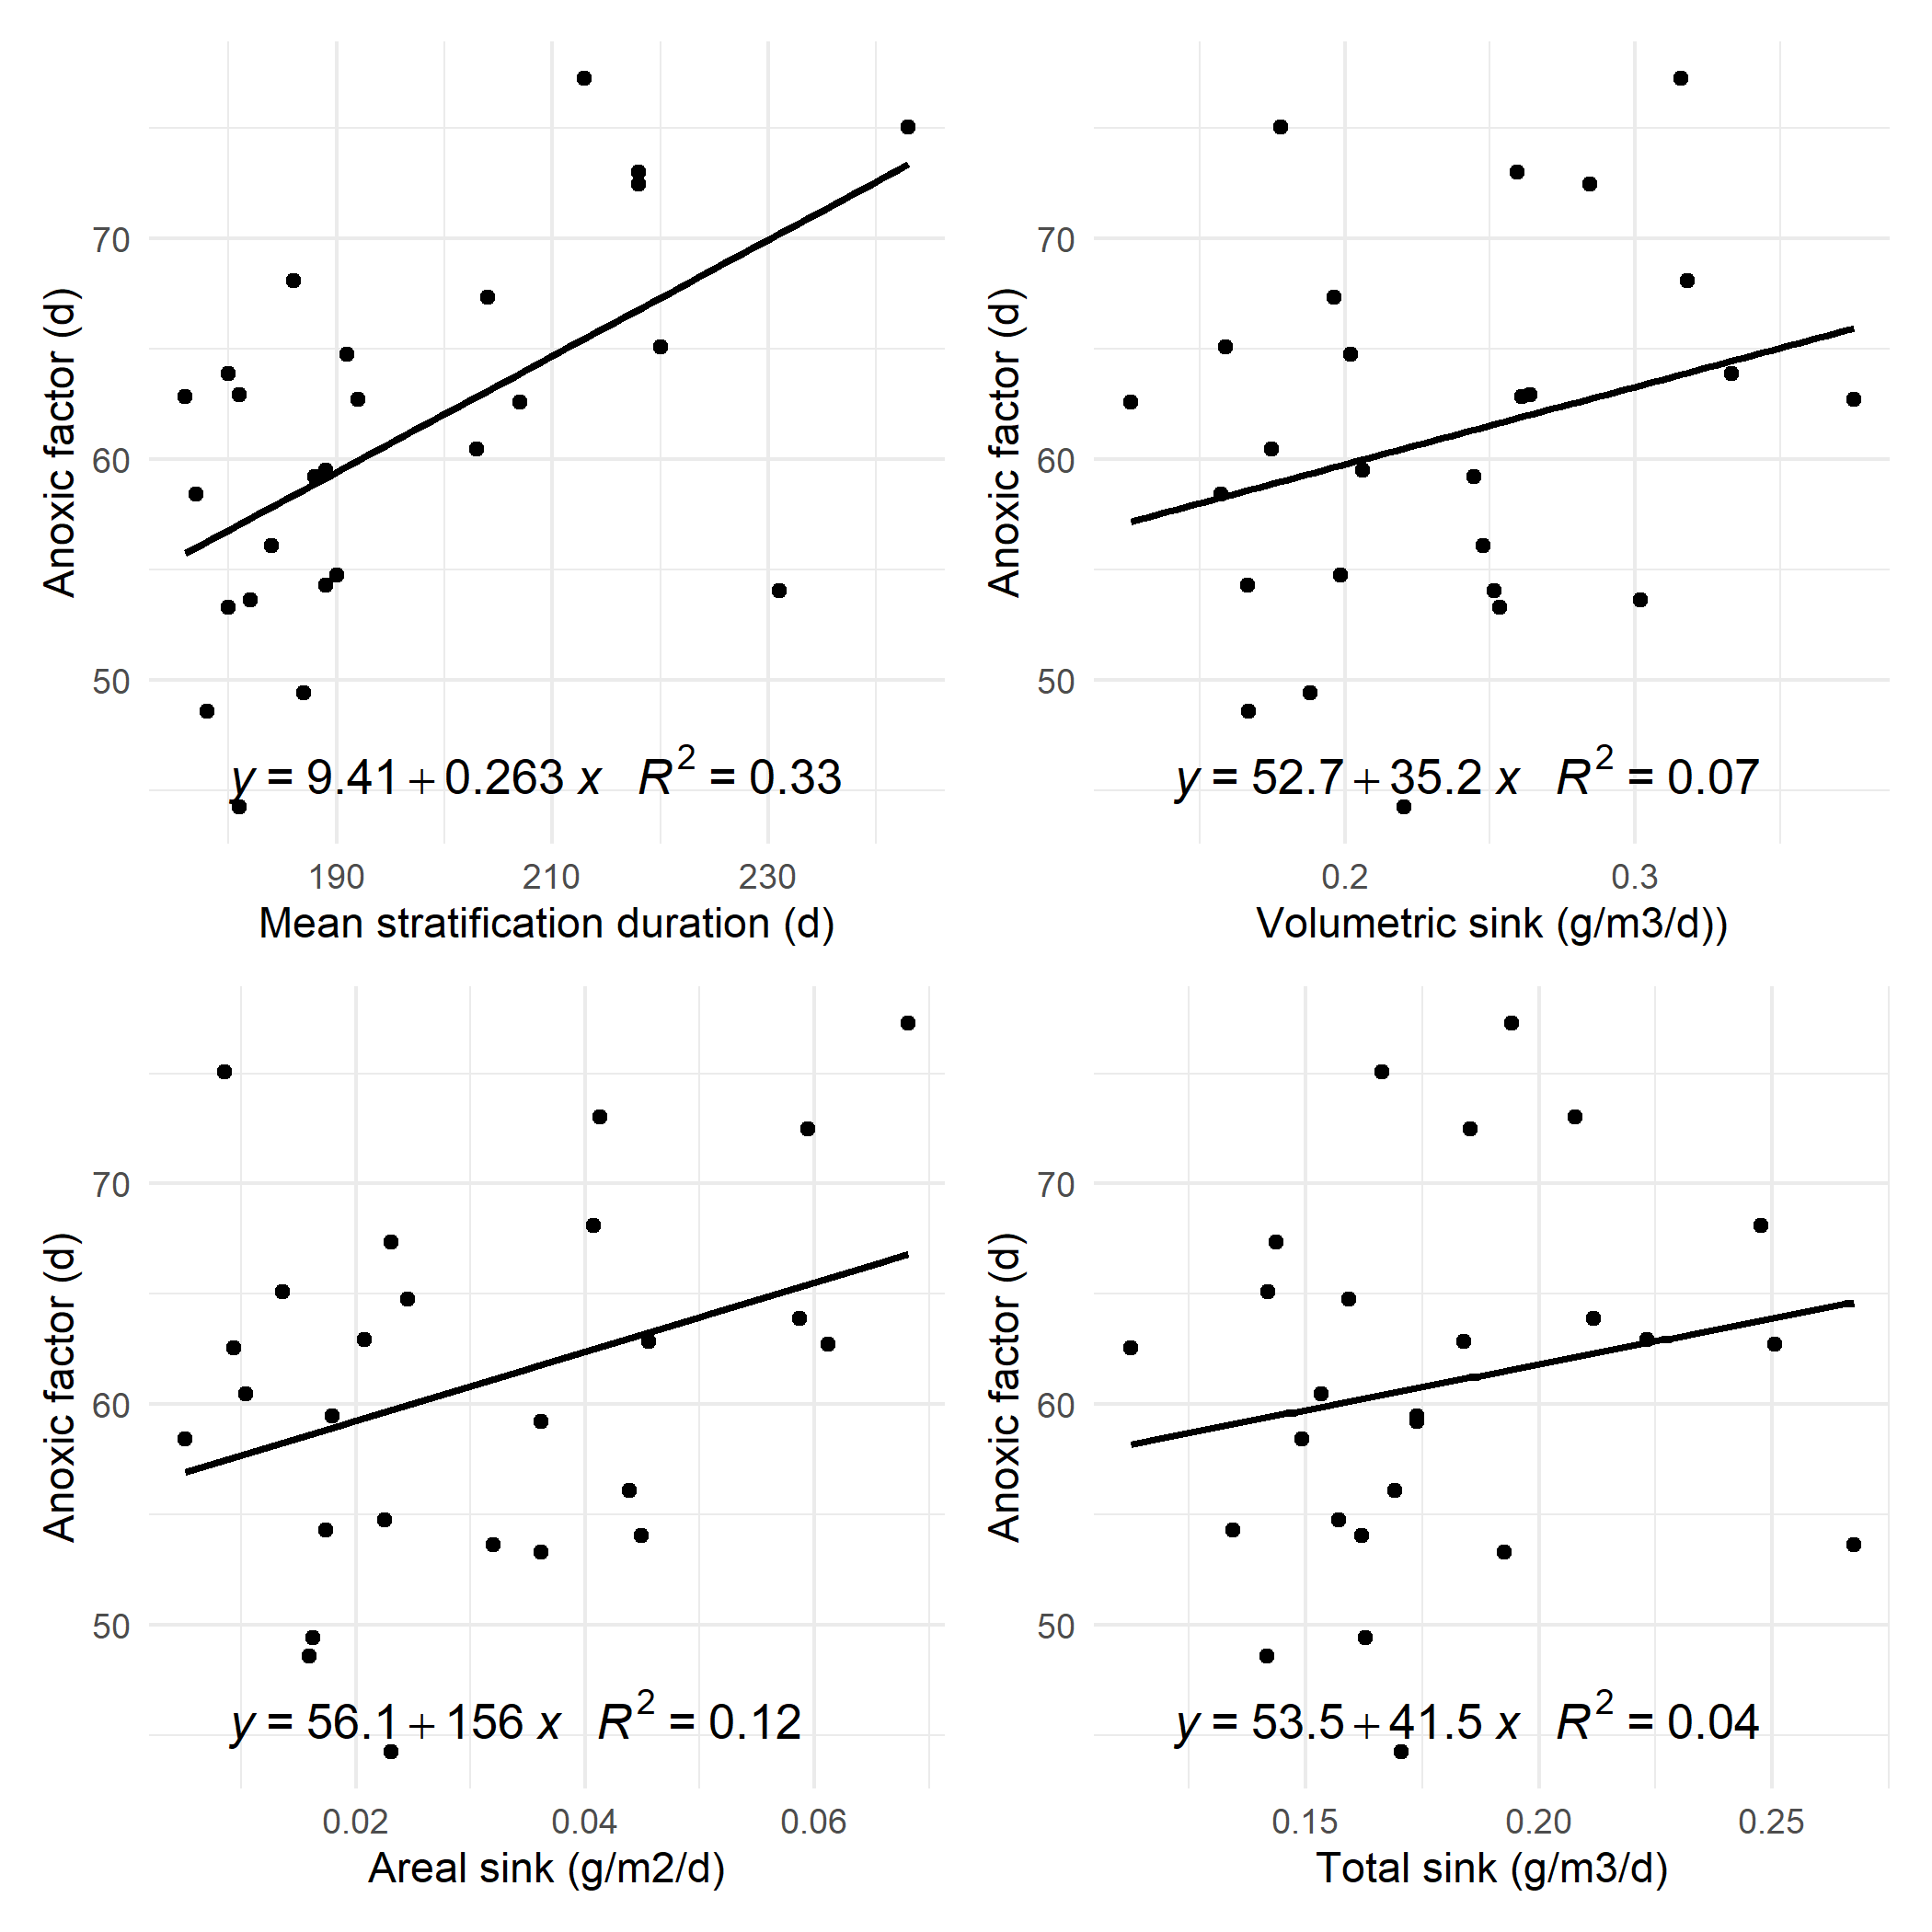 70
60
50
Anoxic factor (d)
y = 9.41 + 0.263 x R² = 0.33
190 210 230
Mean stratification duration (d)
70
60
50
Anoxic factor (d)
y = 52.7 + 35.2 x R² = 0.07
0.2 0.3
Volumetric sink (g/m3/d))
70
60
50
Anoxic factor (d)
y = 56.1 + 156 x R² = 0.12
0.02 0.04 0.06
Areal sink (g/m2/d)
70
60
50
Anoxic factor (d)
y = 53.5 + 41.5 x R² = 0.04
0.15 0.20 0.25
Total sink (g/m3/d)